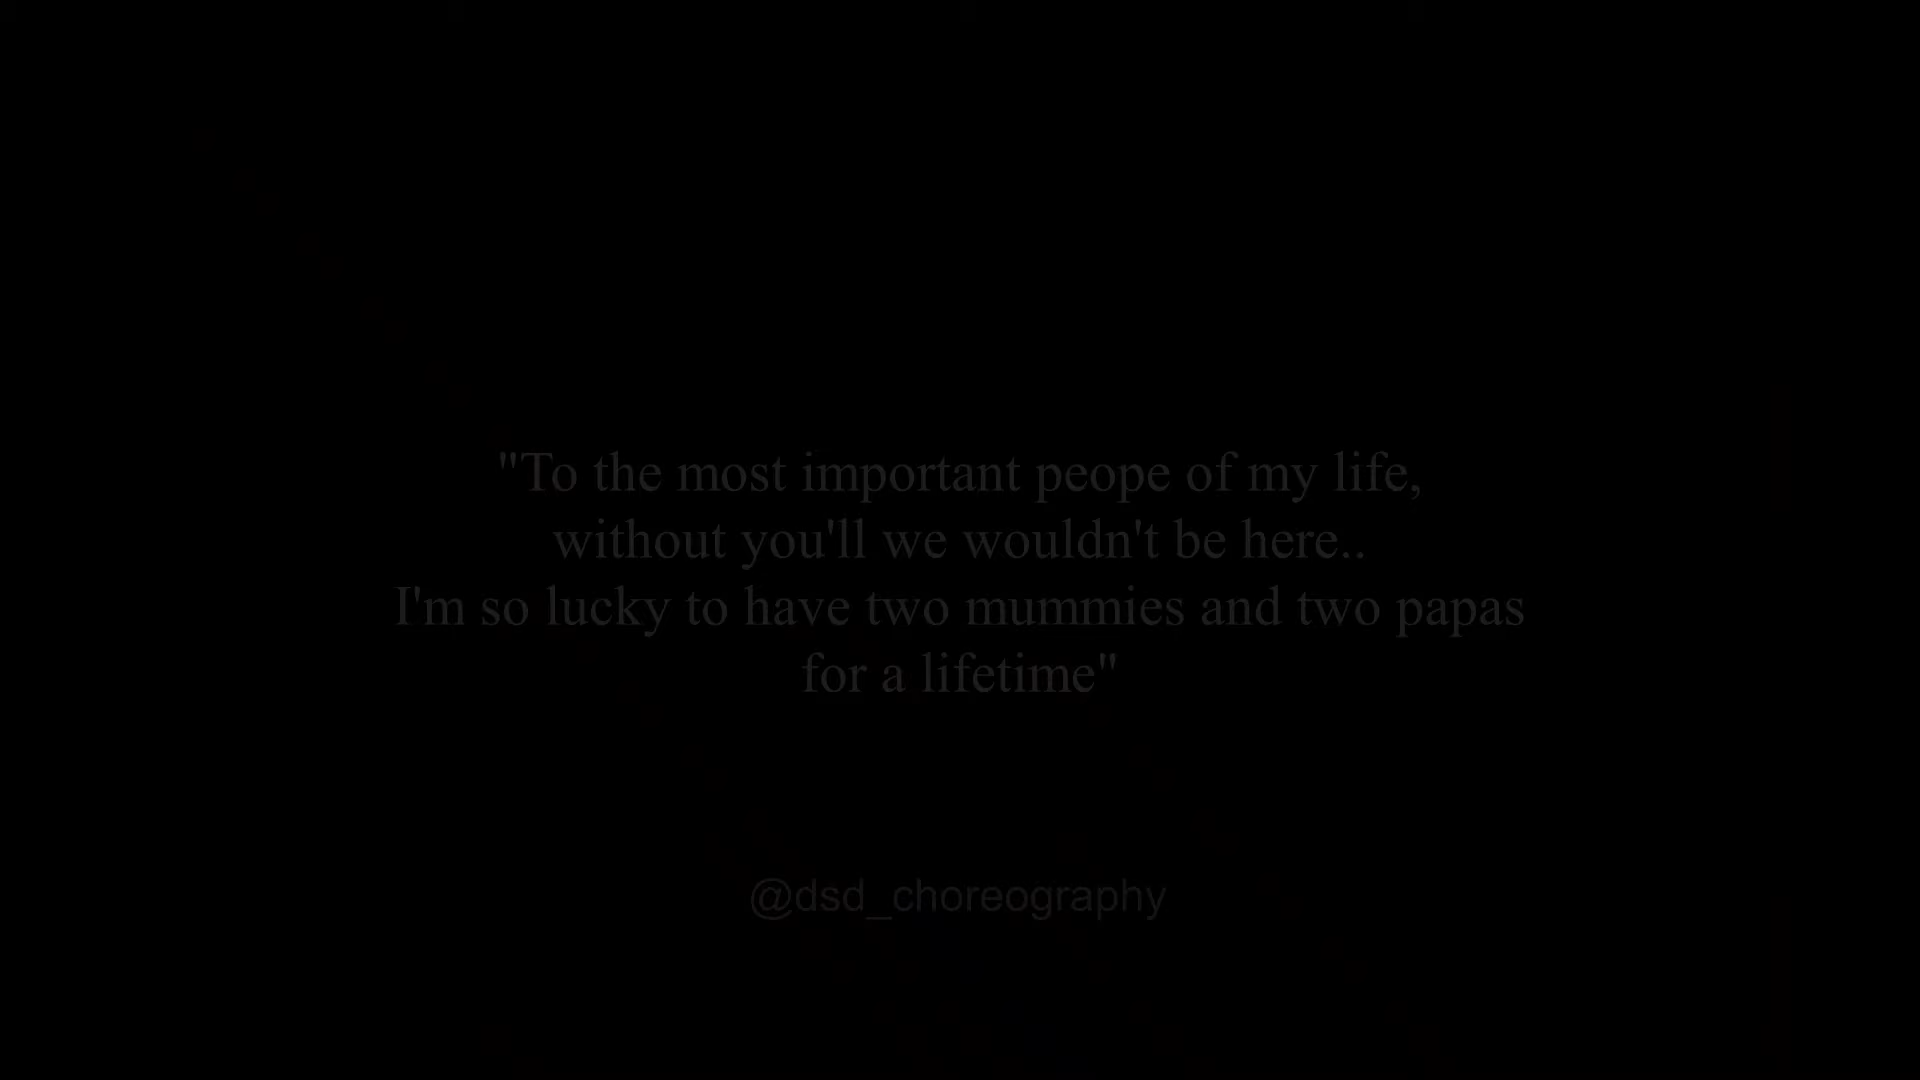 "To the most important peope of my life,
without you'll we wouldn't be here..
I'm so lucky to have two mummies and two papas
for a lifetime"
@dsd_choreography